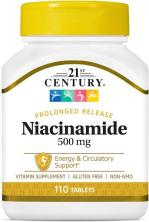 21ST
CENTURY
PROLONGED RELEASE
Niacinamide
500 mg
Energy & Circulatory
Support*
VITAMIN SUPPLEMENT | GLUTEN FREE | NON-GMO
110 TABLETS